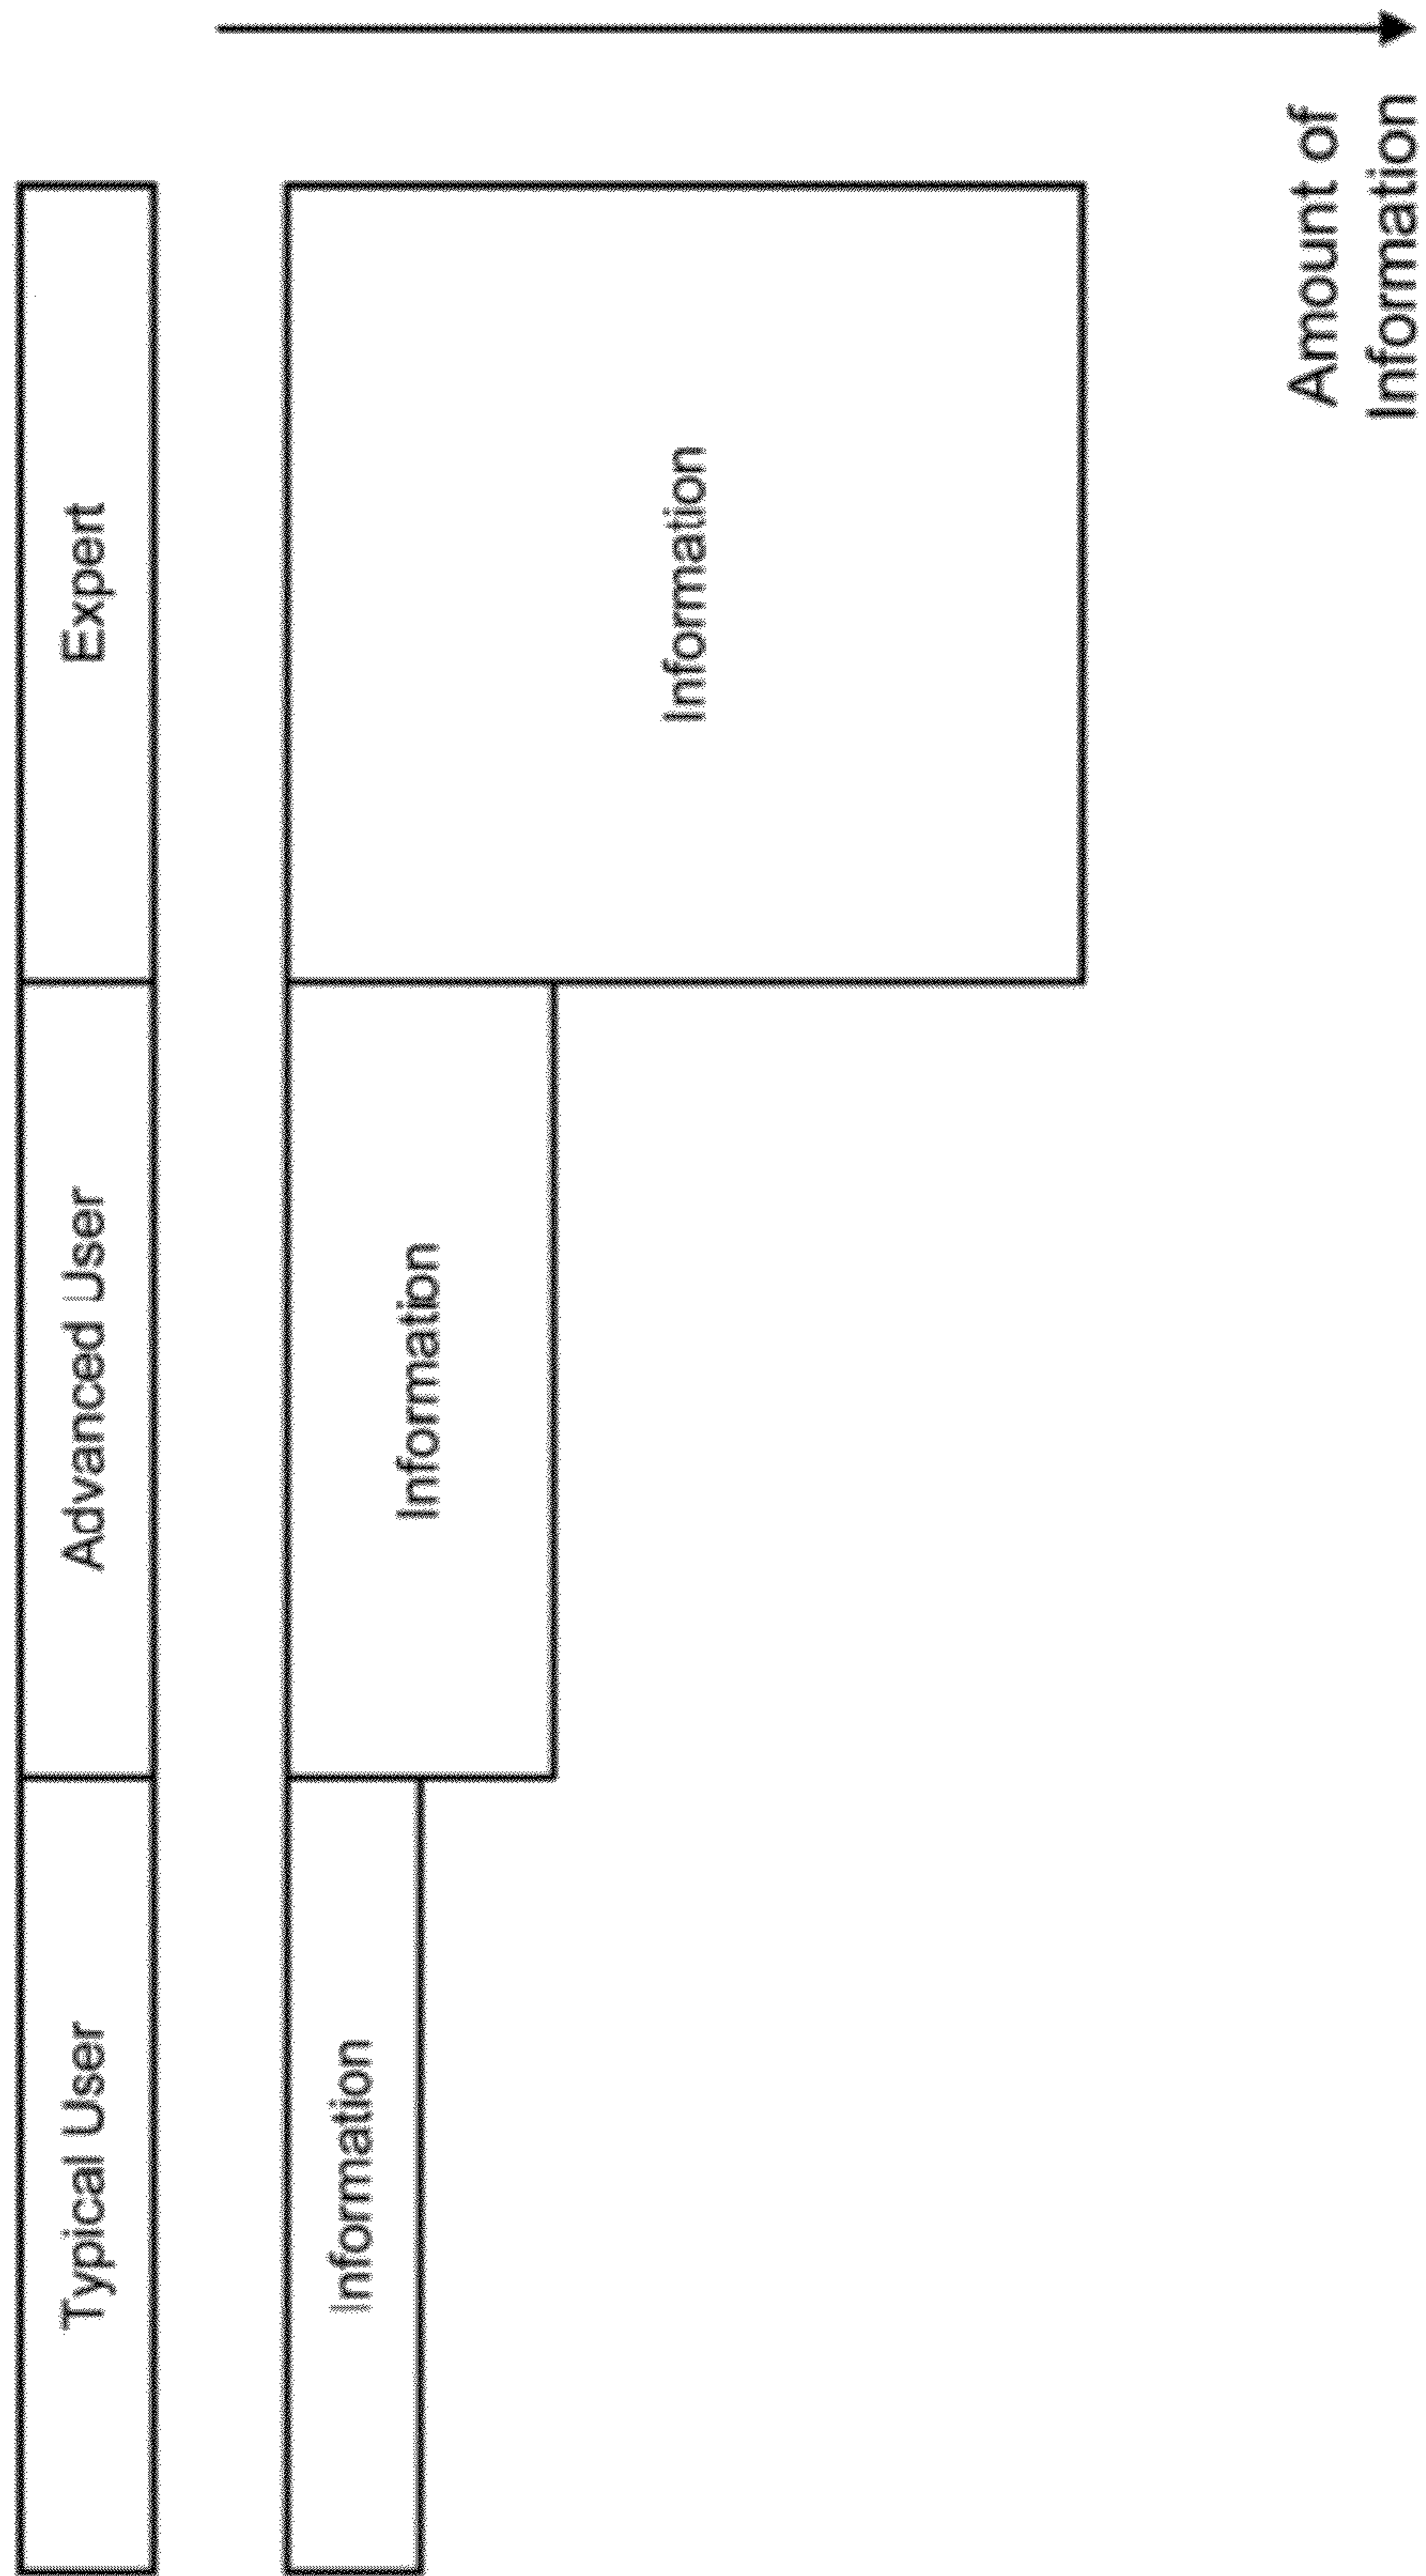 Typical User
Advanced User
Expert
Information
Information
Information
Amount of
Information